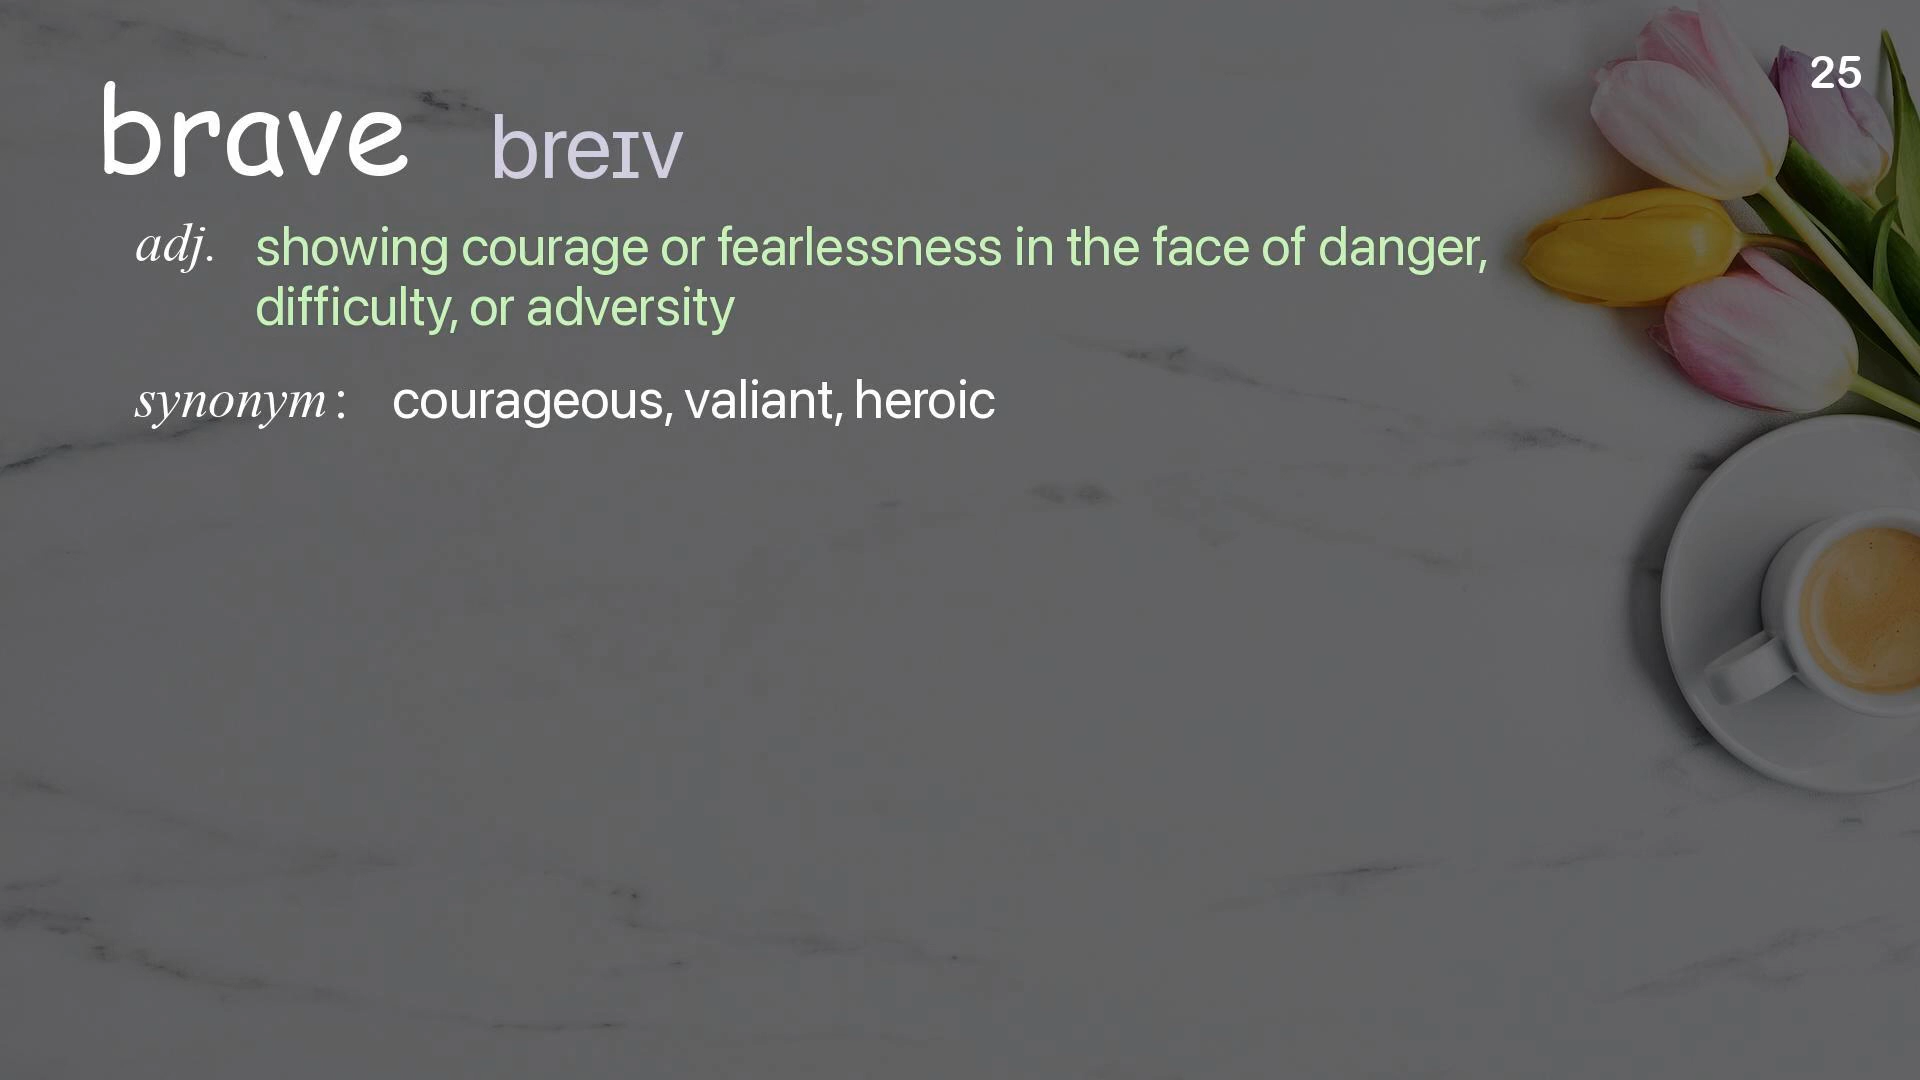 25
brave breɪv
adj. showing courage or fearlessness in the face of danger,
difficulty, or adversity
synonym : courageous, valiant, heroic